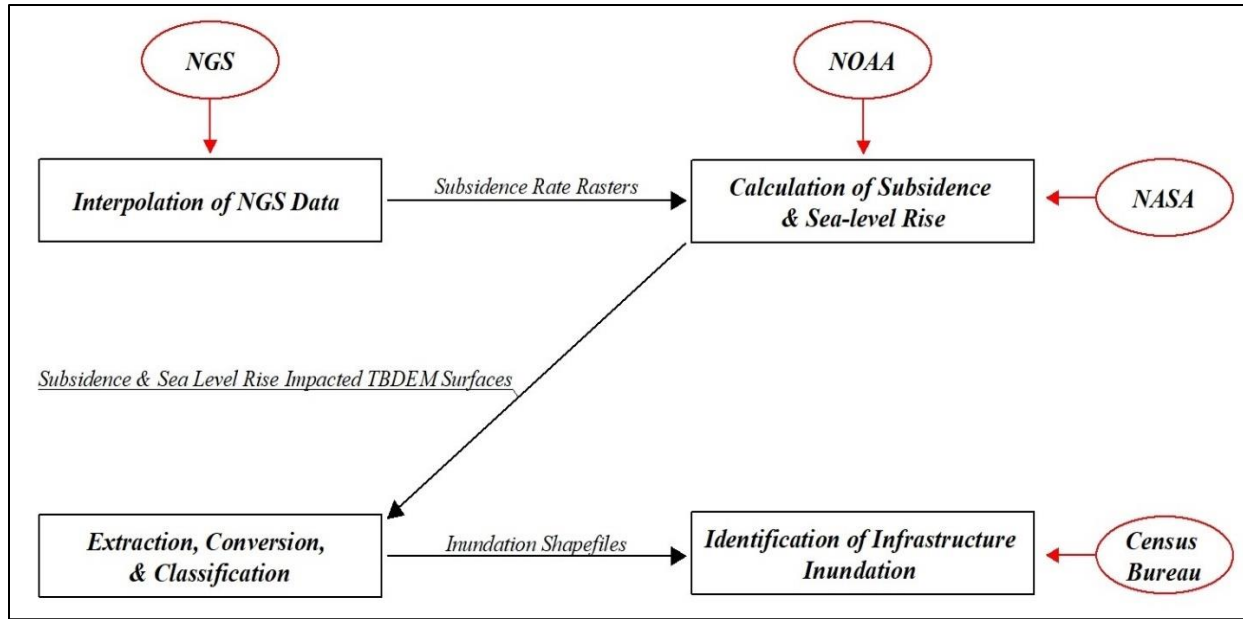 NGS
NOAA
Interpolation of NGS Data
Subsidence Rate Rasters
Calculation of Subsidence
& Sea-level Rise
NASA
Subsidence & Sea Level Rise Impacted TBDEM Surfaces
Extraction, Conversion,
& Classification
Inundation Shapefiles
Identification of Infrastructure
Inundation
Census
Bureau